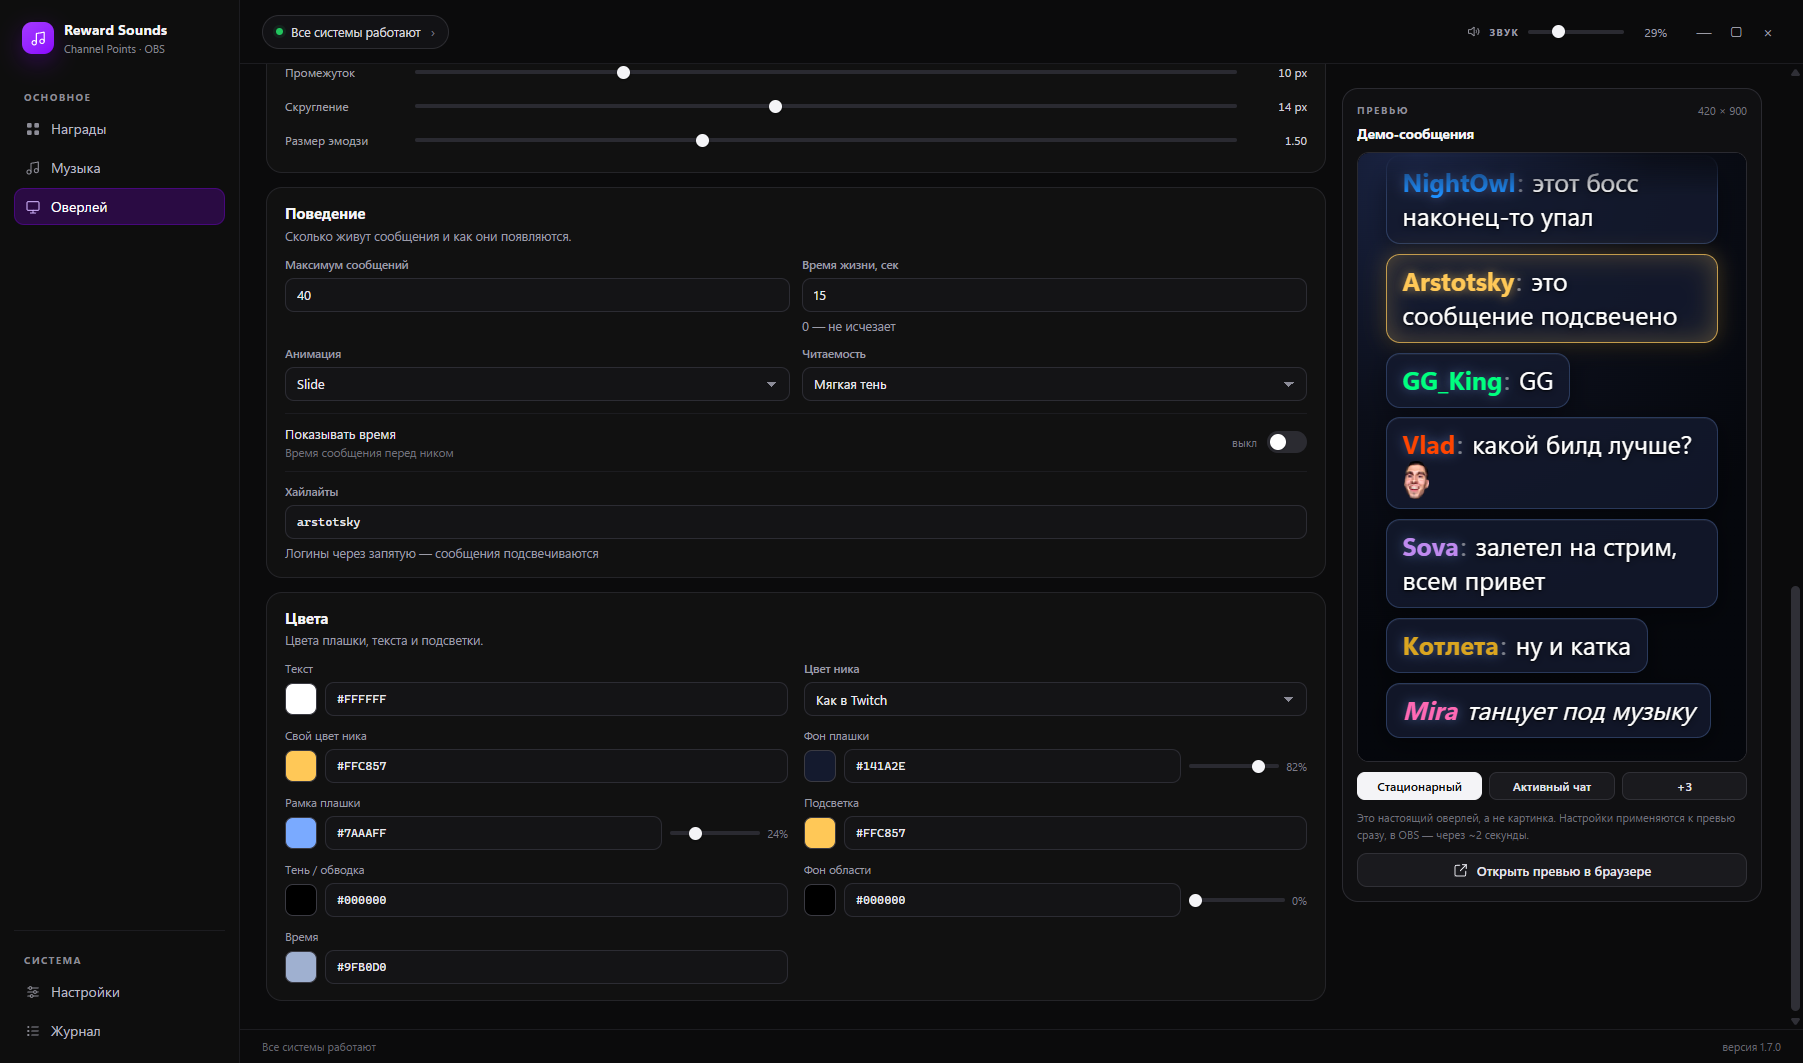 Reward Sounds
Channel Points · OBS
ОСНОВНОЕ
Награды
Музыка
Оверлей
СИСТЕМА
Настройки
Журнал
Все системы работают ›
ЗВУК 29%
Промежуток 10 px
Скругление 14 px
Размер эмодзи 1.50
Поведение
Сколько живут сообщения и как они появляются.
Максимум сообщений
40
Время жизни, сек
15
0 — не исчезает
Анимация
Slide
Читаемость
Мягкая тень
Показывать время
Время сообщения перед ником
выкл
Хайлайты
arstotsky
Логины через запятую — сообщения подсвечиваются
Цвета
Цвета плашки, текста и подсветки.
Текст
#FFFFFF
Цвет ника
Как в Twitch
Свой цвет ника
#FFC857
Фон плашки
#141A2E 82%
Рамка плашки
#7AAAFF 24%
Подсветка
#FFC857
Тень / обводка
#000000
Фон области
#000000 0%
Время
#9FB0D0
ПРЕВЬЮ 420 × 900
Демо-сообщения
NightOwl: этот босс
наконец-то упал
Arstotsky: это
сообщение подсвечено
GG_King: GG
Vlad: какой билд лучше?
Sova: залетел на стрим,
всем привет
Котлета: ну и катка
Mira танцует под музыку
Стационарный
Активный чат
+3
Это настоящий оверлей, а не картинка. Настройки применяются к превью
сразу, в OBS — через ~2 секунды.
Открыть превью в браузере
Все системы работают
версия 1.7.0